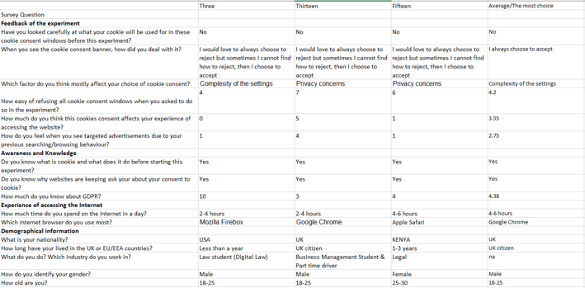 Three Thirteen Fifteen Average/The most choice
Survey Question
Feedback of the experiment
Have you looked carefully at what your cookie will be used for in these No No No No
cookie consent windows before this experiment?
When you see the cookie consent banner, how did you deal with it? I would love to always choose to I would love to always choose to I would love to always choose to I always choose to accept
reject but sometimes I cannot find reject but sometimes I cannot find reject but sometimes I cannot find
how to reject, then I choose to how to reject, then I choose to how to reject, then I choose to
accept accept accept
Which factor do you think mostly affect your choice of cookie consent? Complexity of the settings Privacy concerns Privacy concerns Complexity of the settings
4 7 6 4.2
How easy of refusing all cookie consent windows when you asked to do
so in the experiment?
How much do you think this cookies consent affects your experience of 0 5 1 3.55
accessing the website?
How do you feel when you see targeted advertisements due to your 1 4 1 2.75
previous searching/browsing behaviour?
Awareness and Knowledge
Do you know what is cookie and what does it do before starting this Yes Yes Yes Yes
experiment?
Do you know why websites are keeping ask your about your consent to Yes Yes Yes Yes
cookie?
How much do you know about GDPR? 10 3 4 4.38
Experience of accessing the Internet
How much time do you spend on the Internet in a day? 2-4 hours 2-4 hours 4-6 hours 4-6 hours
Which internet browser do you use most? Mozilla Firebox Google Chrome Apple Safari Google Chrome
Demographical information
What is your nationality? USA UK KENYA UK
How long have your lived in the UK or EU/EEA countries? Less than a year UK citizen 1-3 years UK citizen
What do you do? Which industry do you work in? Law student (Digital Law) Business Management Student & Legal na
Part time driver
How do you identify your gender? Male Male Female Male
How old are you? 18-25 18-25 25-30 18-25